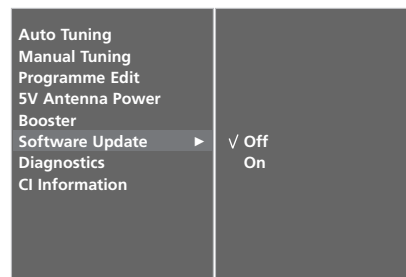 Auto Tuning
Manual Tuning
Programme Edit
5V Antenna Power
Booster
Software Update ► √ Off
Diagnostics On
CI Information